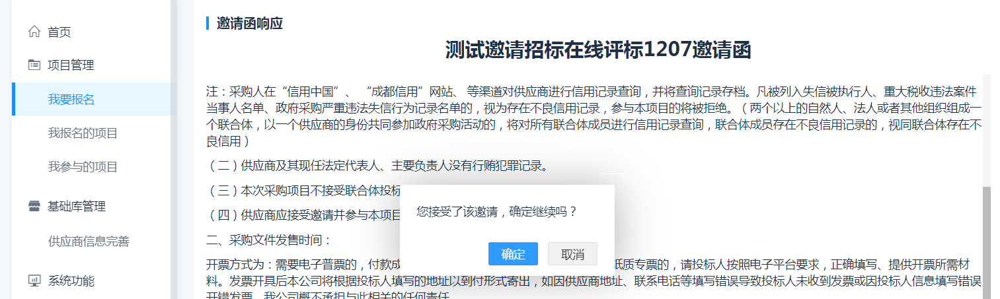 首页
项目管理
我要报名
我报名的项目
我参与的项目
基础库管理
供应商信息完善
系统功能
邀请函响应
测试邀请招标在线评标1207邀请函
注：采购人在“信用中国”、 “成都信用”网站、 等渠道对供应商进行信用记录查询，并将查询记录存档。凡被列入失信被执行人、重大税收违法案件
当事人名单、政府采购严重违法失信行为记录名单的，视为存在不良信用记录，参与本项目的将被拒绝。（ 两个以上的自然人、法人或者其他组织组成一
个联合体，以一个供应商的身份共同参加政府采购活动的，将对所有联合体成员进行信用记录查询，联合体成员存在不良信用记录的，视同联合体存在不
良信用 ）
（ 二 ）供应商及其现任法定代表人、主要负责人没有行贿犯罪记录。
（ 三 ）本次采购项目不接受联合体投标
（ 四 ）供应商应接受邀请并参与本项目
二、采购文件发售时间：
开票方式为：需要电子普票的，付款成
纸质专票的，请投标人按照电子平台要求，正确填写、提供开票所需材
料。发票开具后本公司将根据投标人填写的地址以到付形式寄出，如因供应商地址、联系电话等填写错误导致投标人未收到发票或因投标人信息填写错误
开错发票，我公司概不承担与此相关的任何责任
您接受了该邀请，确定继续吗？
确定
取消